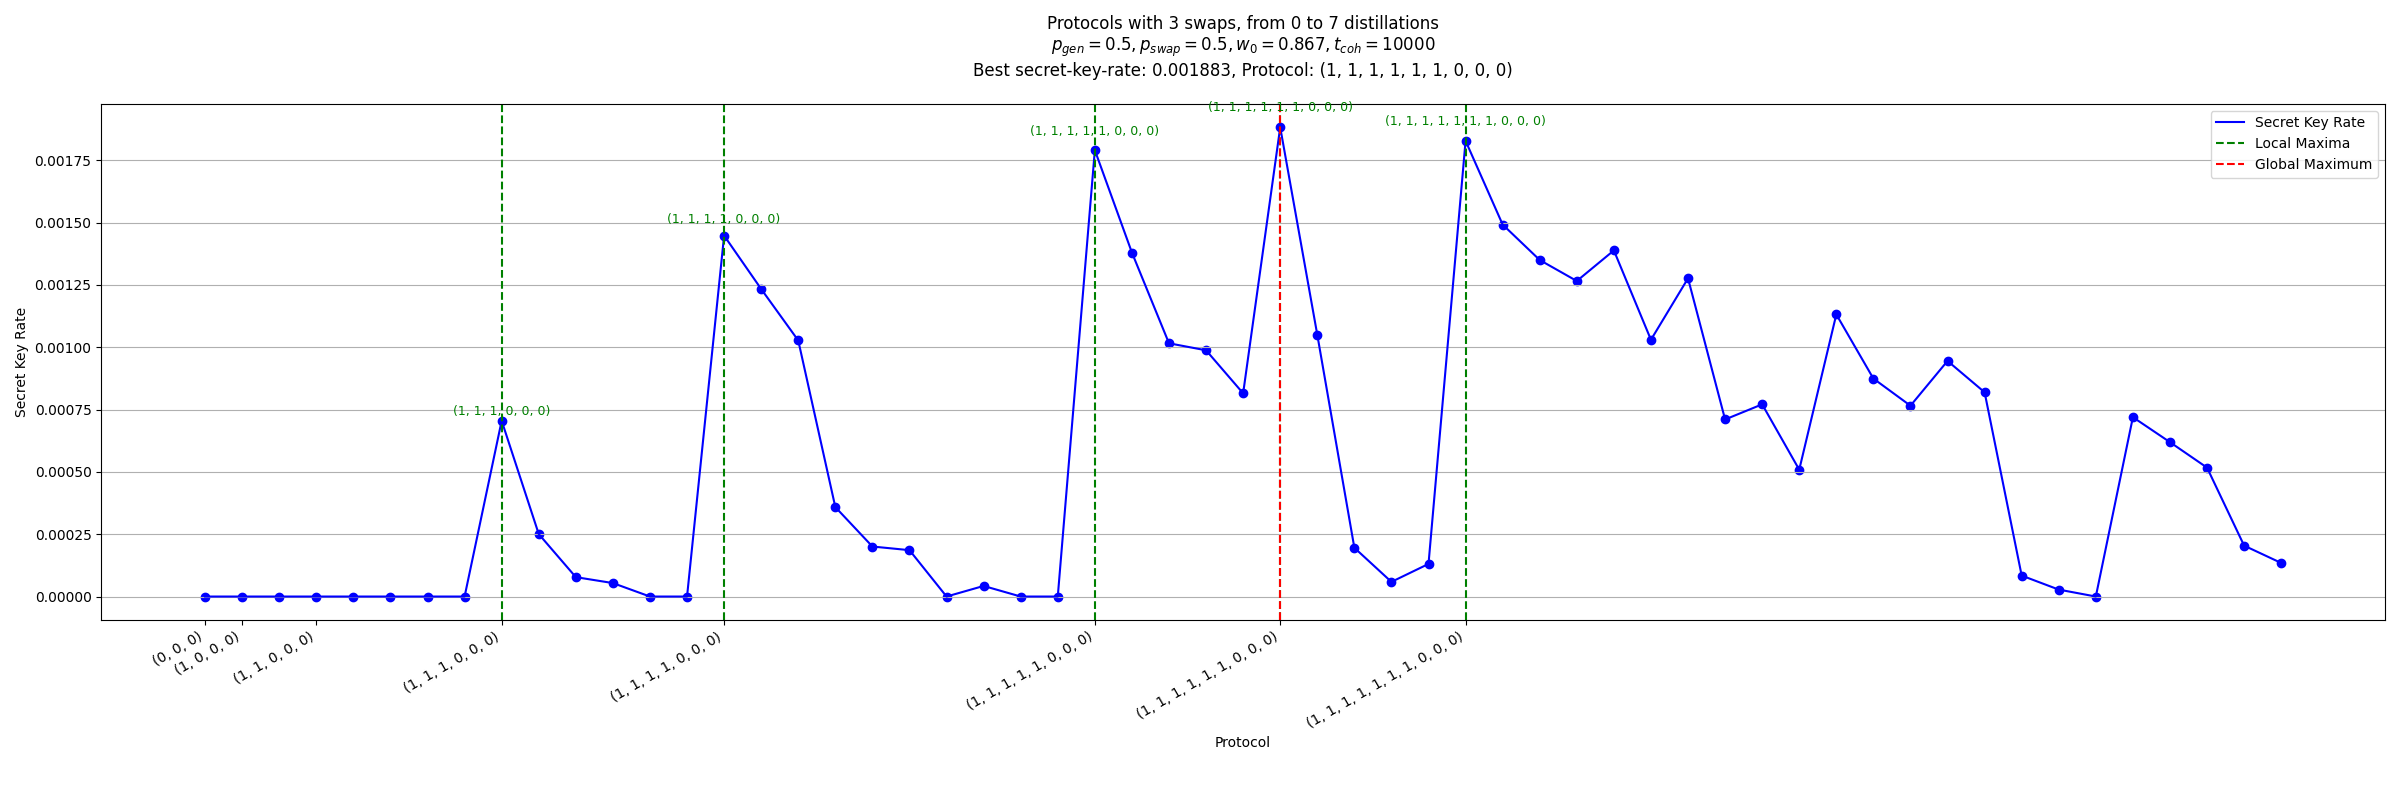 Protocols with 3 swaps, from 0 to 7 distillations
p_gen = 0.5, p_swap = 0.5, w_0 = 0.867, t_coh = 10000
Best secret-key-rate: 0.001883, Protocol: (1, 1, 1, 1, 1, 1, 0, 0, 0)
(1, 1, 1, 1, 1, 1, 0, 0, 0)
(1, 1, 1, 1, 1, 1, 1, 0, 0, 0)
(1, 1, 1, 1, 1, 0, 0, 0)
(1, 1, 1, 1, 0, 0, 0)
(1, 1, 1, 0, 0, 0)
Secret Key Rate
Local Maxima
Global Maximum
Secret Key Rate
0.00175
0.00150
0.00125
0.00100
0.00075
0.00050
0.00025
0.00000
(0, 0, 0)
(1, 0, 0, 0)
(1, 1, 0, 0, 0)
(1, 1, 1, 0, 0, 0)
(1, 1, 1, 1, 0, 0, 0)
(1, 1, 1, 1, 1, 0, 0, 0)
(1, 1, 1, 1, 1, 1, 0, 0, 0)
(1, 1, 1, 1, 1, 1, 1, 0, 0, 0)
Protocol